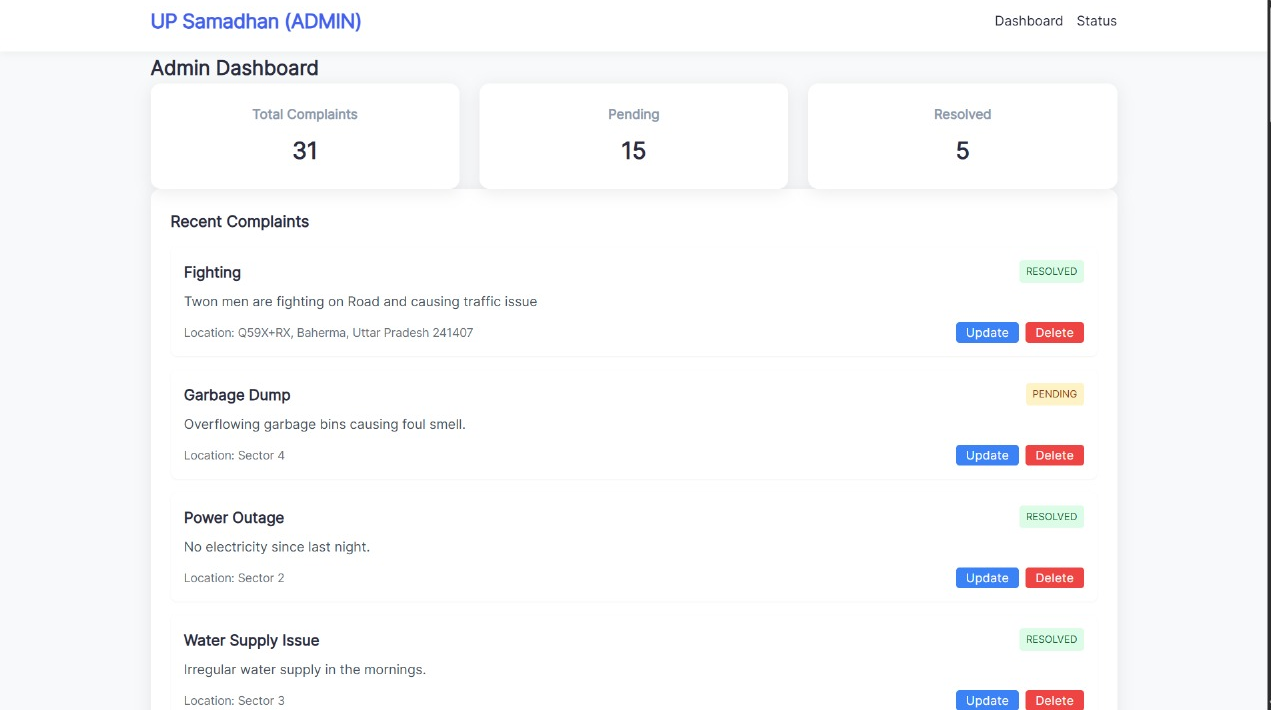 UP Samadhan (ADMIN)
Dashboard Status
Admin Dashboard
Total Complaints
31
Pending
15
Resolved
5
Recent Complaints
Fighting
RESOLVED
Twon men are fighting on Road and causing traffic issue
Location: Q59X+RX, Baherma, Uttar Pradesh 241407
Update Delete
Garbage Dump
PENDING
Overflowing garbage bins causing foul smell.
Location: Sector 4
Update Delete
Power Outage
RESOLVED
No electricity since last night.
Location: Sector 2
Update Delete
Water Supply Issue
RESOLVED
Irregular water supply in the mornings.
Location: Sector 3
Update Delete